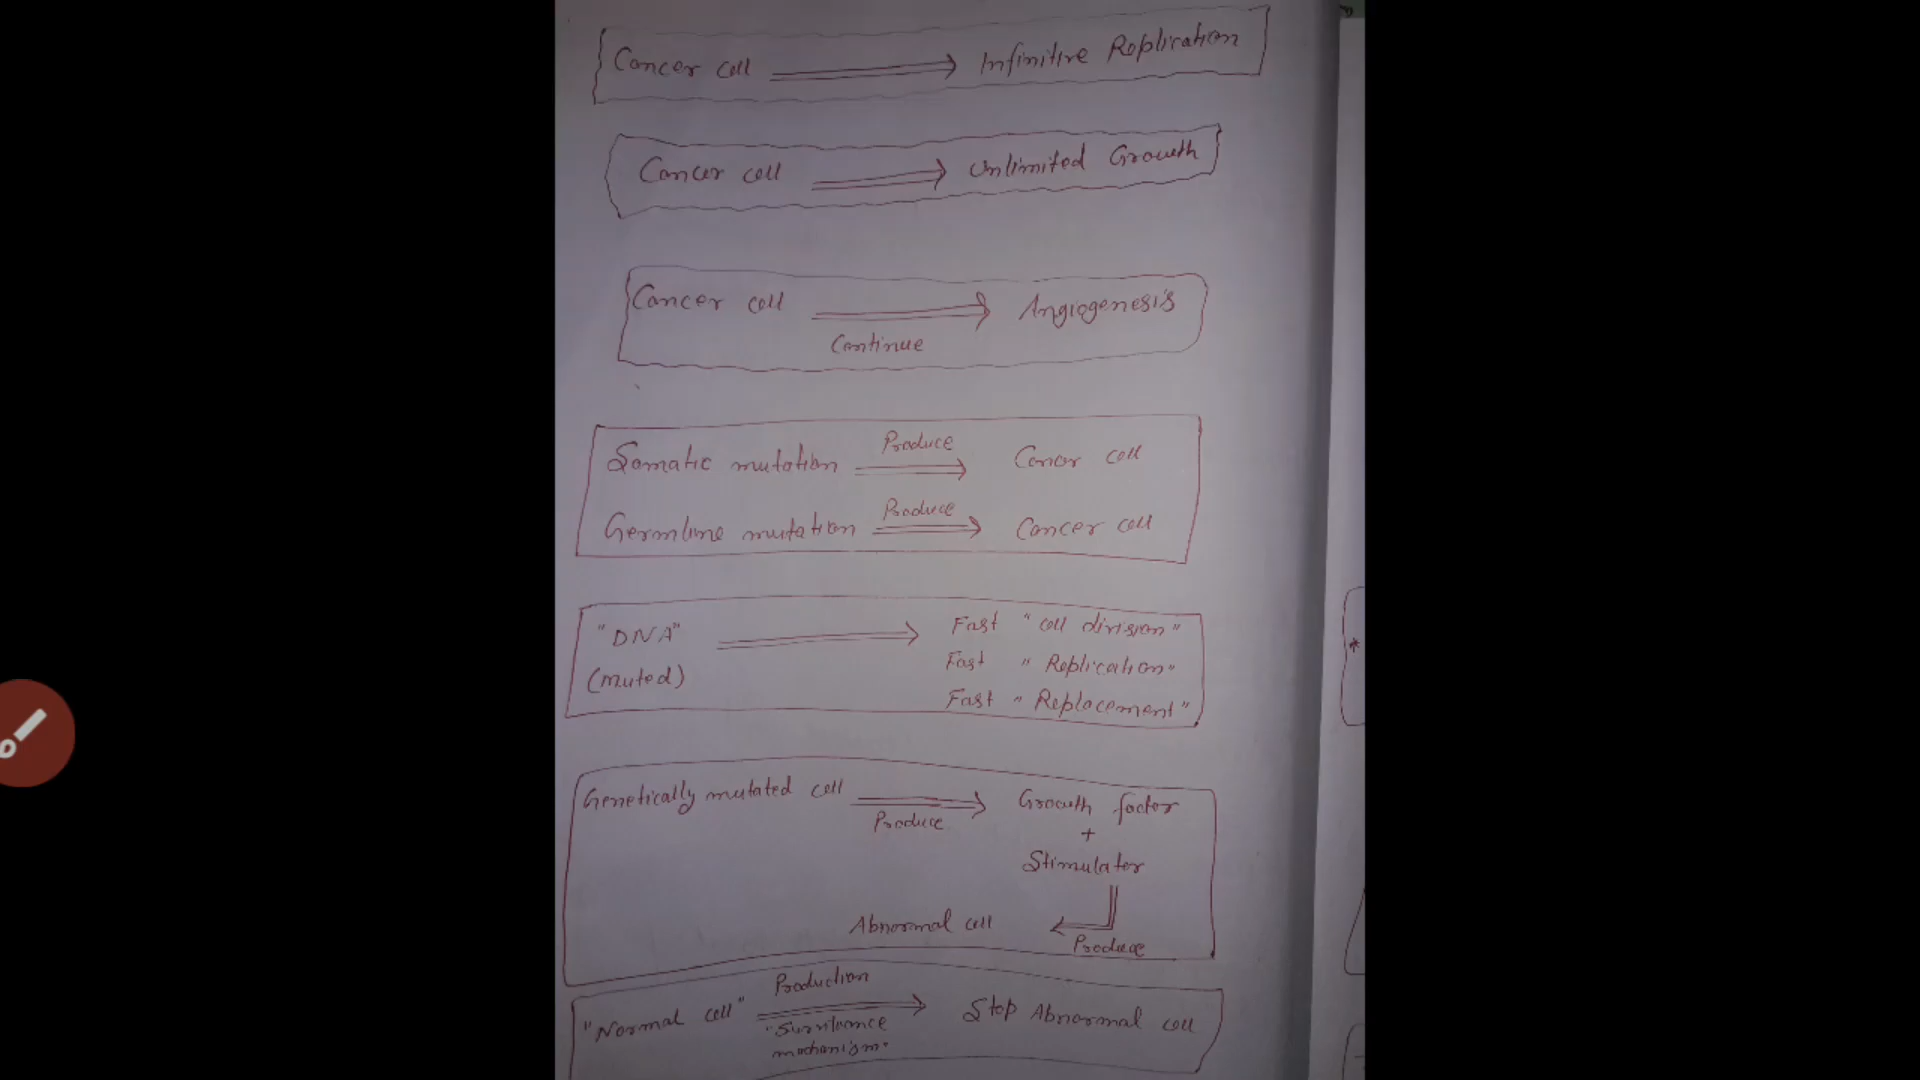 Cancer cell ⟹ Infinitive Replication
Cancer cell ⟹ Unlimited Growth
Cancer cell ⟹ Angiogenesis
Continue
Produce
Somatic mutation ⟹ Cancer cell
Produce
Germline mutation ⟹ Cancer cell
"DNA" ⟹ Fast "cell division"
(muted) Fast "Replication"
Fast "Replacement"
Genetically mutated cell ⟹ Growth factor
Produce +
Stimulater
Abnormal cell
Produce
Production
"Normal cell" ⟹ Stop Abnormal cell
"Survileance
mechanism"
*